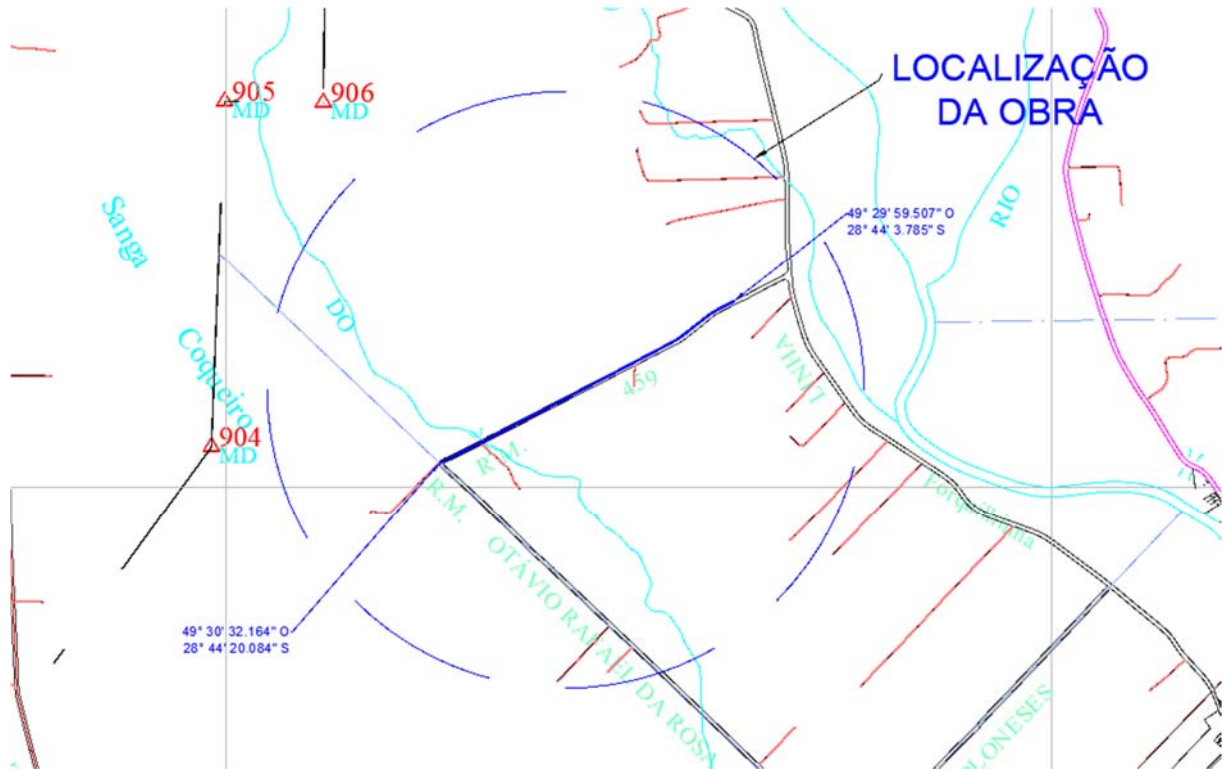 LOCALIZAÇÃO
DA OBRA
905
MD
906
MD
Sanga
49° 29' 59.507" O
28° 44' 3.785" S
RIO
DO
Coqueiro
LINHA
459
904
MD
R. M.
R.M.
Forquilhinha
OTÁVIO RAFAEL DA ROSA
49° 30' 32.164" O
28° 44' 20.084" S